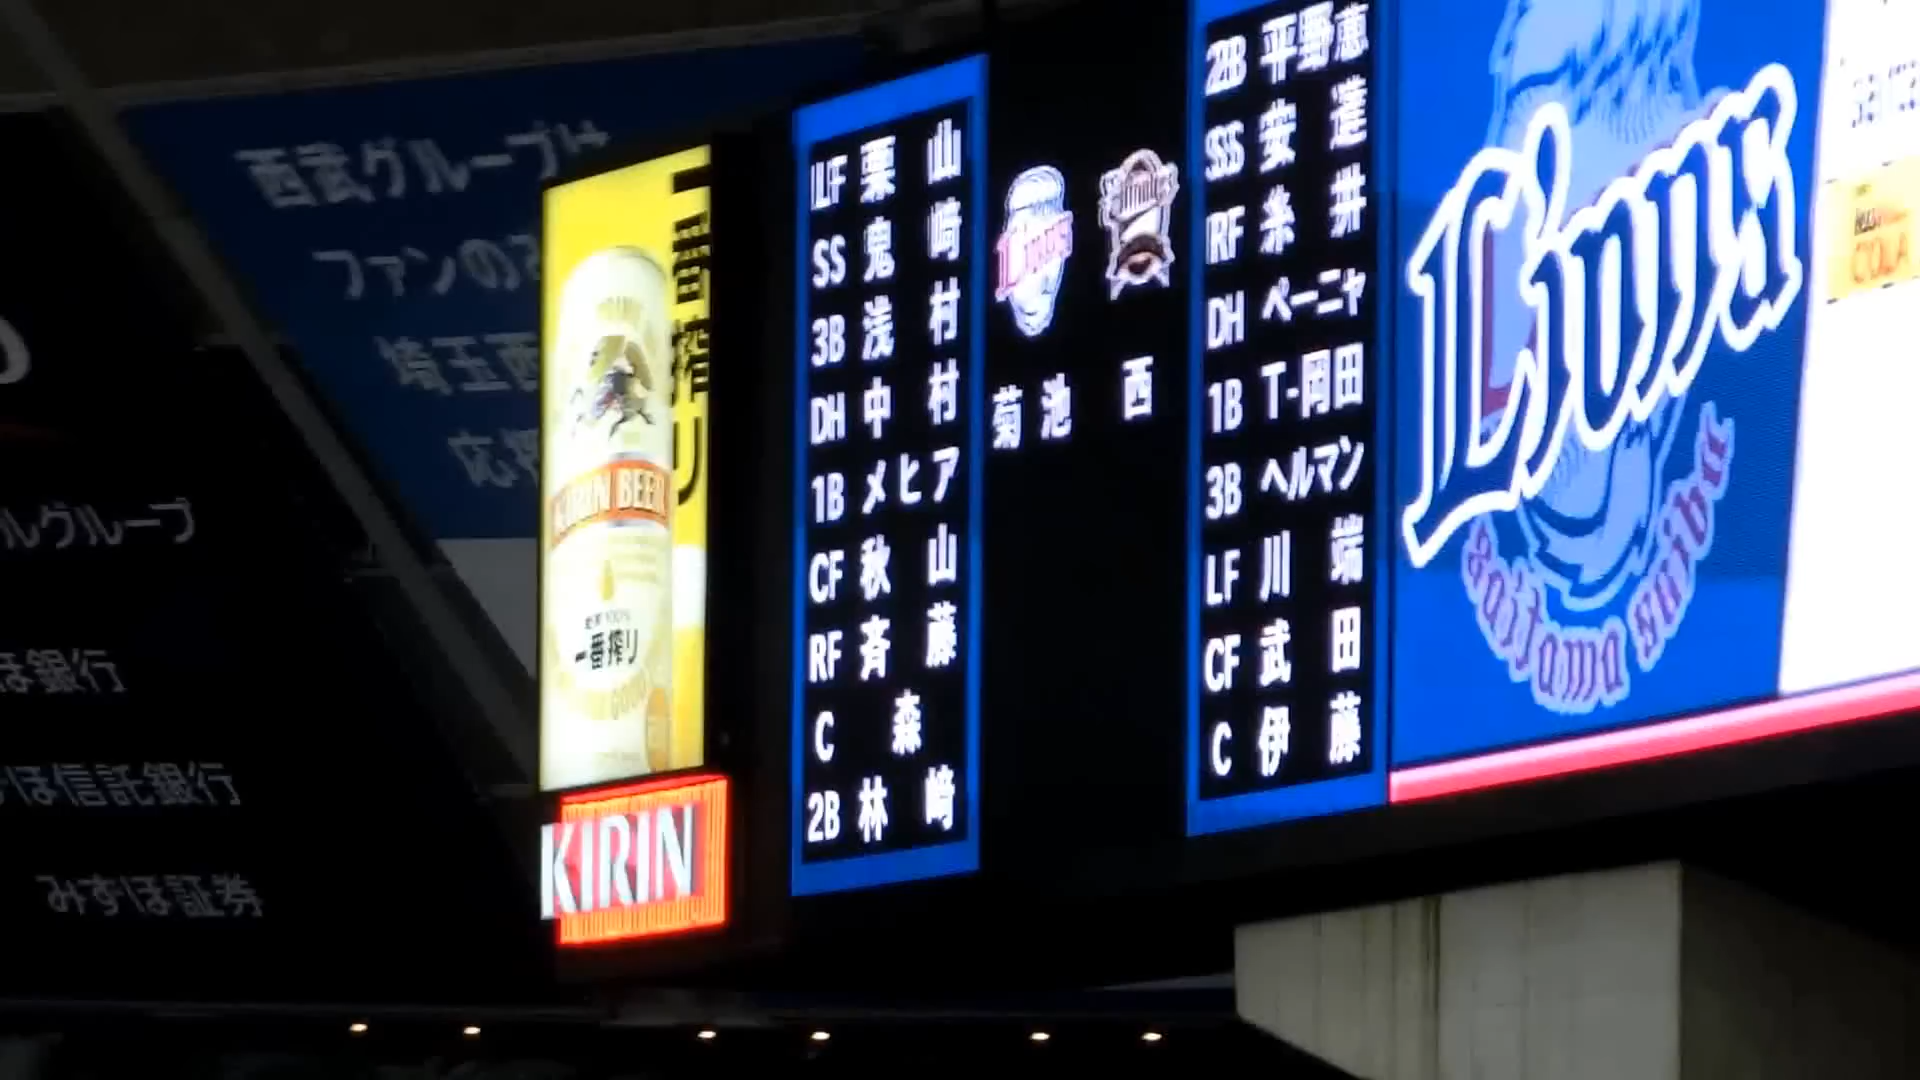 西武グループは
ファンの
埼玉西
応
ルグループ
ほ銀行
ほ信託銀行
みずほ証券
一番搾り
KIRIN BEER
一番搾り
KIRIN
LF 栗山
SS 鬼崎
3B 浅村
DH 中村
1B メヒア
CF 秋山
RF 斉藤
C 森
2B 林﨑
Lions
菊池
西
2B 平野恵
SS 安達
RF 糸井
DH ペーニャ
1B T-岡田
3B ヘルマン
LF 川端
CF 武田
C 伊藤
Lions
saitama seibu
COLA